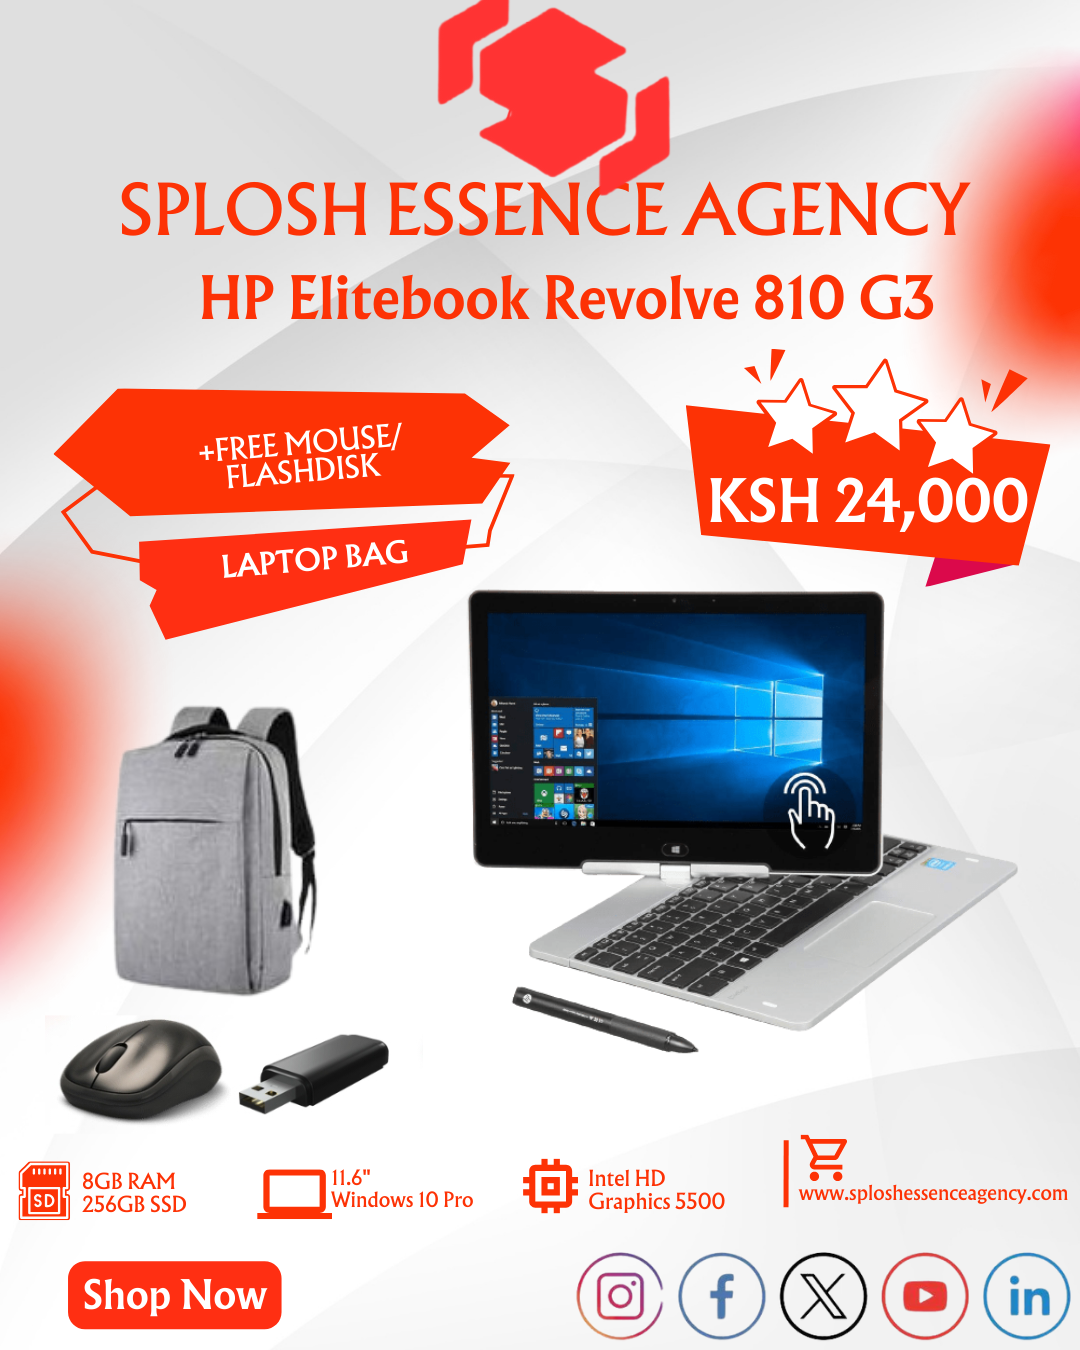 SPLOSH ESSENCE AGENCY
HP Elitebook Revolve 810 G3
+FREE MOUSE/
FLASHDISK
LAPTOP BAG
KSH 24,000
SD
8GB RAM
256GB SSD
11.6"
Windows 10 Pro
Intel HD
Graphics 5500
www.sploshessenceagency.com
Shop Now